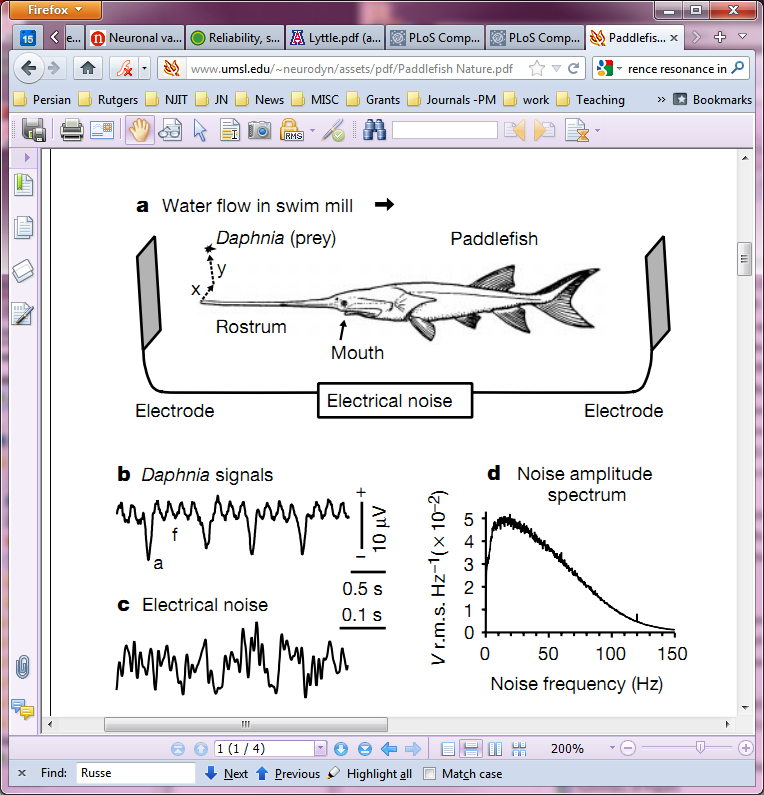 Firefox
15
e...
Neuronal va...
Reliability, s...
Lyttle.pdf (a...
PLoS Comp...
PLoS Comp...
Paddlefis...
www.umsl.edu/~neurodyn/assets/pdf/Paddlefish Nature.pdf
rence resonance in
Persian
Rutgers
NJIT
JN
News
MISC
Grants
Journals -PM
work
Teaching
»
Bookmarks
RMS
a Water flow in swim mill →
Daphnia (prey)
Paddlefish
y
x
Rostrum
Mouth
Electrical noise
Electrode
Electrode
b Daphnia signals
f
a
+
10 μV
−
0.5 s
c Electrical noise
0.1 s
d Noise amplitude
spectrum
V r.m.s. Hz⁻¹(× 10⁻²)
5
4
3
2
1
0
0 50 100 150
Noise frequency (Hz)
1 (1 / 4)
200%
x Find: Russe
Next
Previous
Highlight all
Match case